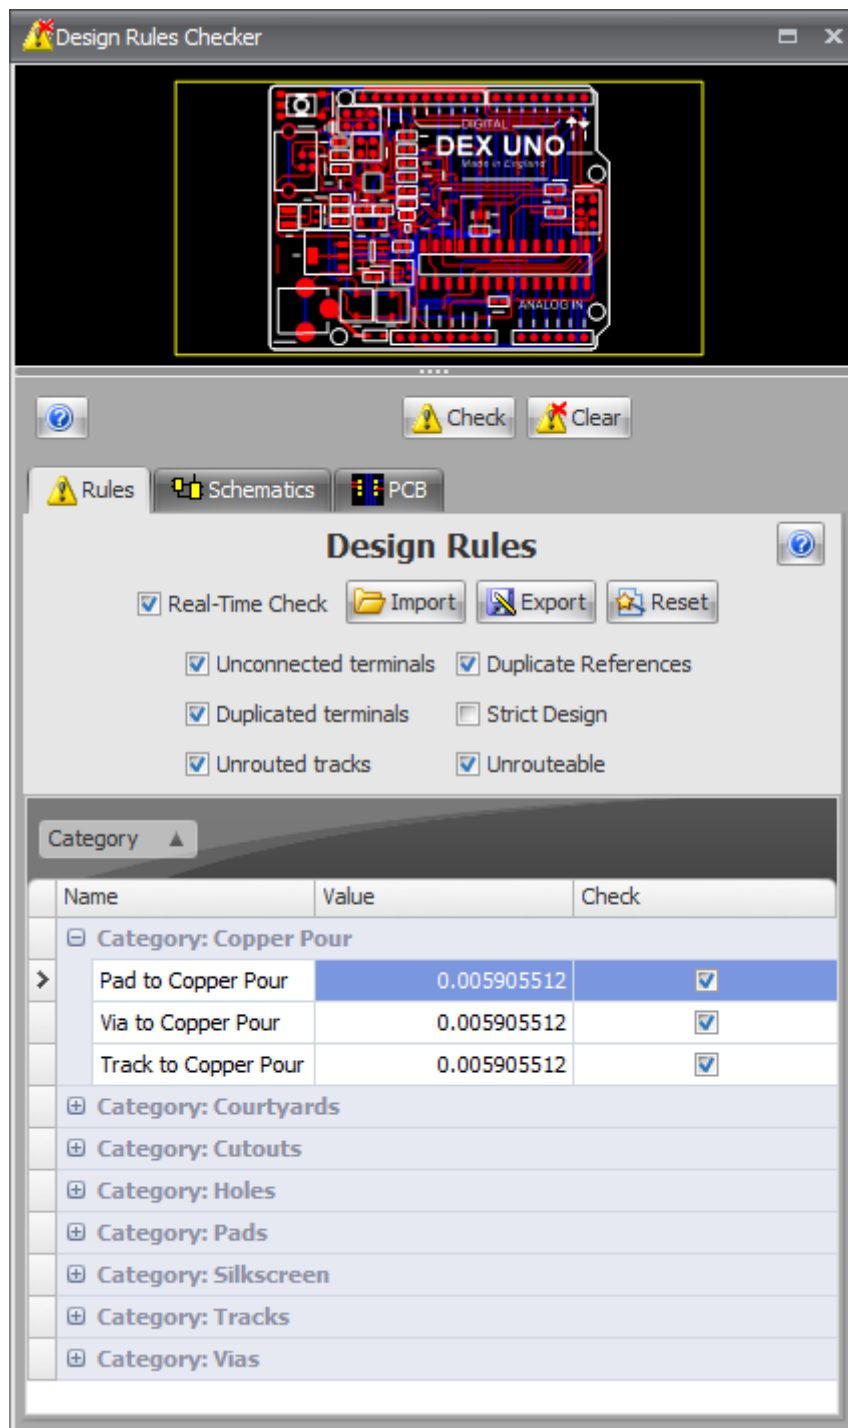 Design Rules Checker
DIGITAL
DEX UNO
Made in England
ANALOG IN
Check Clear
Rules Schematics PCB
Design Rules
Real-Time Check Import Export Reset
Unconnected terminals Duplicate References
Duplicated terminals Strict Design
Unrouted tracks Unrouteable
Category
Name Value Check
Category: Copper Pour
Pad to Copper Pour 0.005905512
Via to Copper Pour 0.005905512
Track to Copper Pour 0.005905512
Category: Courtyards
Category: Cutouts
Category: Holes
Category: Pads
Category: Silkscreen
Category: Tracks
Category: Vias